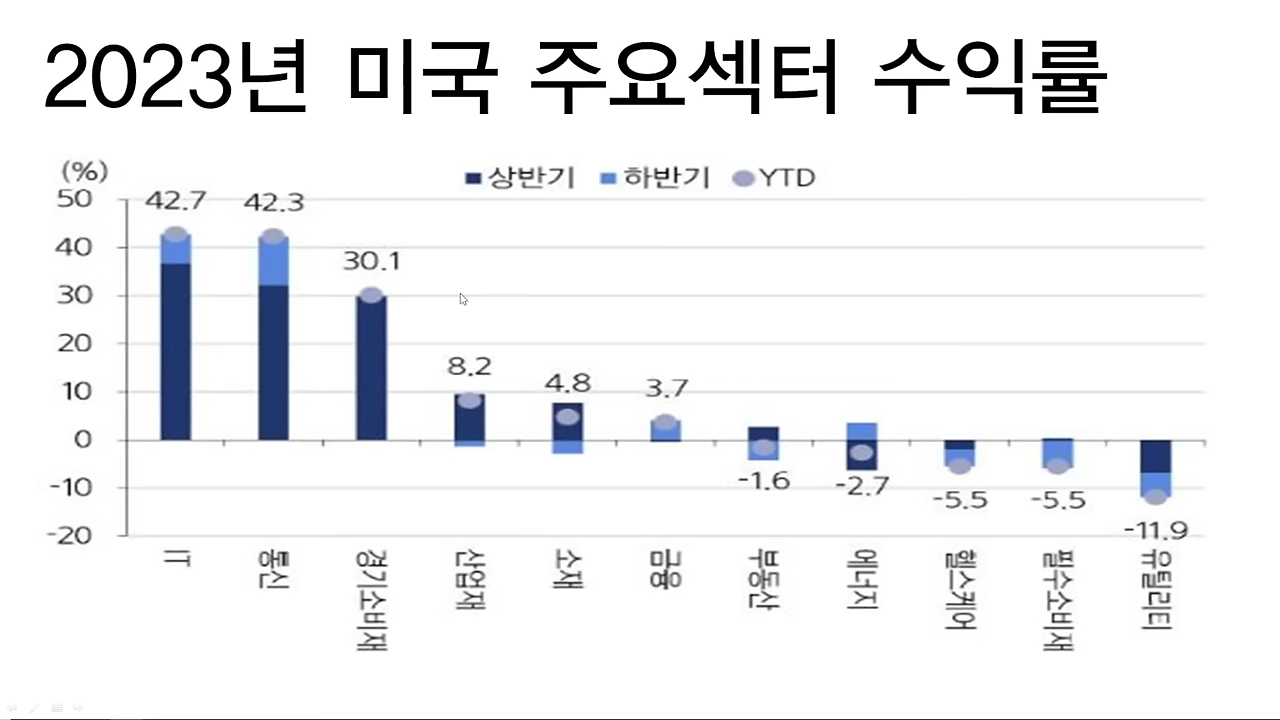 2023년 미국 주요섹터 수익률
(%)
상반기 하반기 YTD
50
40
30
20
10
0
-10
-20
42.7
42.3
30.1
8.2
4.8
3.7
-1.6
-2.7
-5.5
-5.5
-11.9
IT
통신
경기소비재
산업재
소재
금융
부동산
에너지
헬스케어
필수소비재
유틸리티